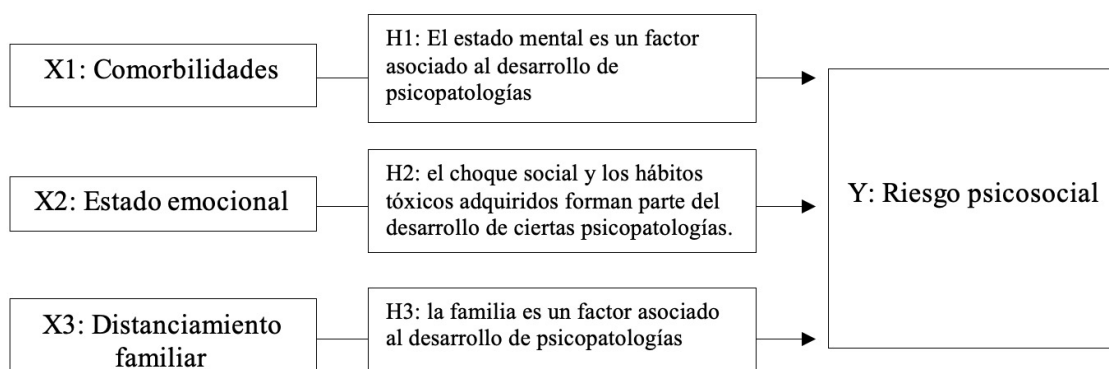 X1: Comorbilidades
H1: El estado mental es un factor
asociado al desarrollo de
psicopatologías
X2: Estado emocional
H2: el choque social y los hábitos
tóxicos adquiridos forman parte del
desarrollo de ciertas psicopatologías.
X3: Distanciamiento
familiar
H3: la familia es un factor asociado
al desarrollo de psicopatologías
Y: Riesgo psicosocial